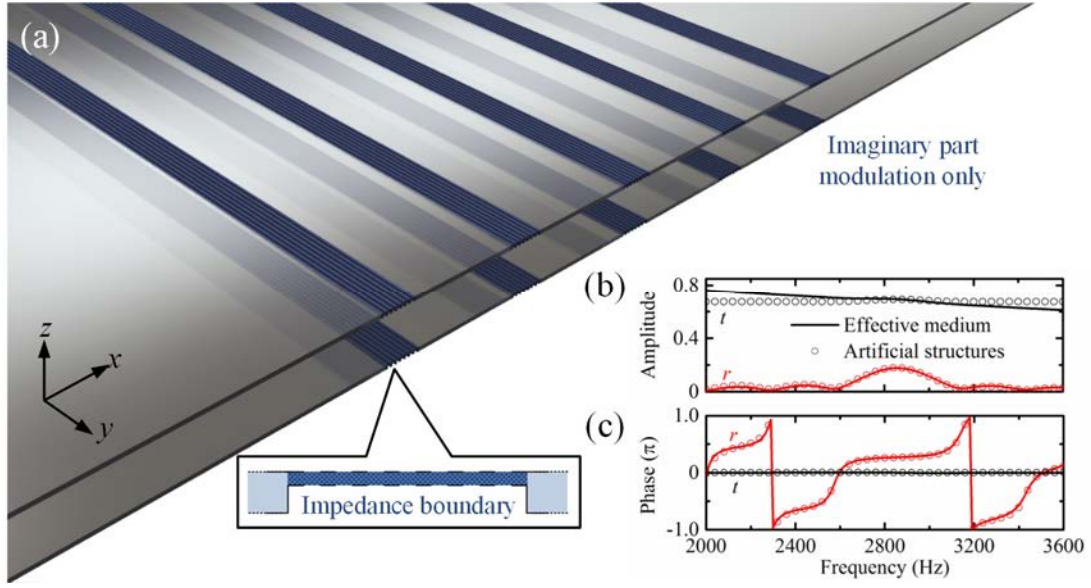 (a)
Imaginary part
modulation only
z
x
y
Impedance boundary
(b)
0.8
0.4
0
Amplitude
t
Effective medium
Artificial structures
r
(c)
1.0
0
-1.0
Phase (π)
r
t
2000 2400 2800 3200 3600
Frequency (Hz)